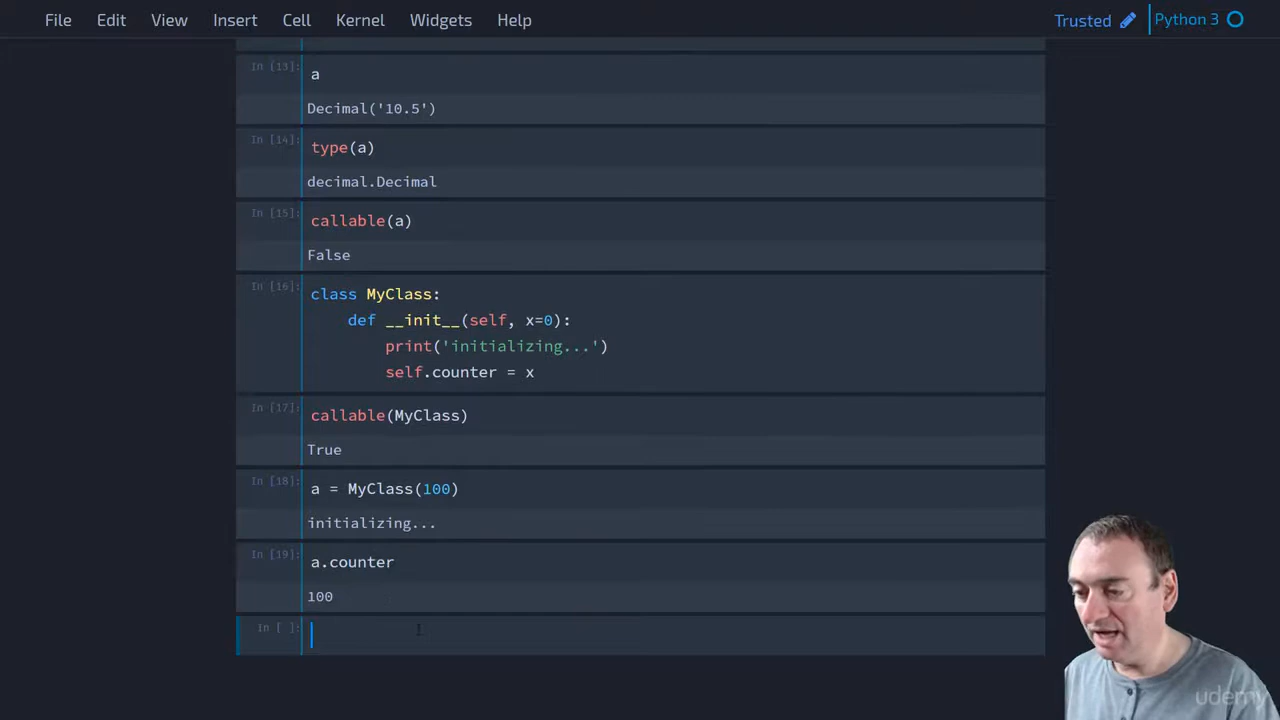 File Edit View Insert Cell Kernel Widgets Help Trusted Python 3
In [13]: a
Decimal('10.5')
In [14]: type(a)
decimal.Decimal
In [15]: callable(a)
False
In [16]: class MyClass:
    def __init__(self, x=0):
        print('initializing...')
        self.counter = x
In [17]: callable(MyClass)
True
In [18]: a = MyClass(100)
initializing...
In [19]: a.counter
100
In [ ]:
udemy